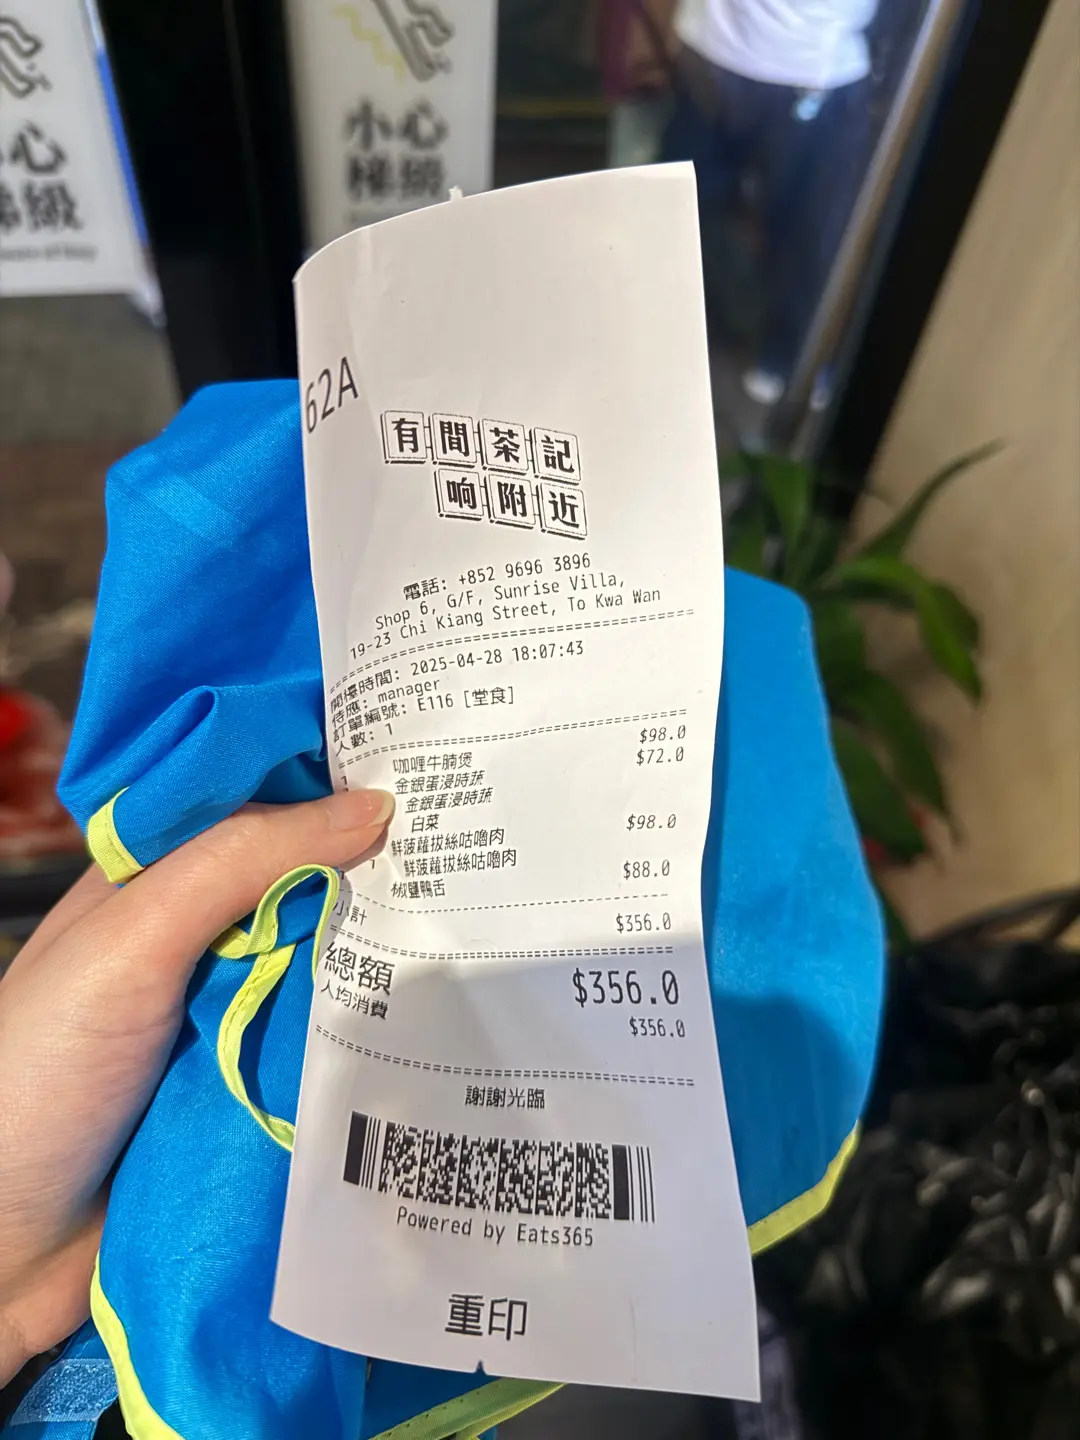 小心
梯級
心
梯級
62A
有間茶記
响附近
電話: +852 9696 3896
Shop 6, G/F, Sunrise Villa,
19-23 Chi Kiang Street, To Kwa Wan
開檯時間: 2025-04-28 18:07:43
侍應: manager
訂單編號: E116 [堂食]
人數: 1
咖喱牛腩煲 $98.0
金銀蛋浸時蔬 $72.0
金銀蛋浸時蔬
白菜
鮮菠蘿拔絲咕嚕肉 $98.0
1 鮮菠蘿拔絲咕嚕肉
椒鹽鴨舌 $88.0
小計 $356.0
總額 $356.0
人均消費 $356.0
謝謝光臨
Powered by Eats365
重印